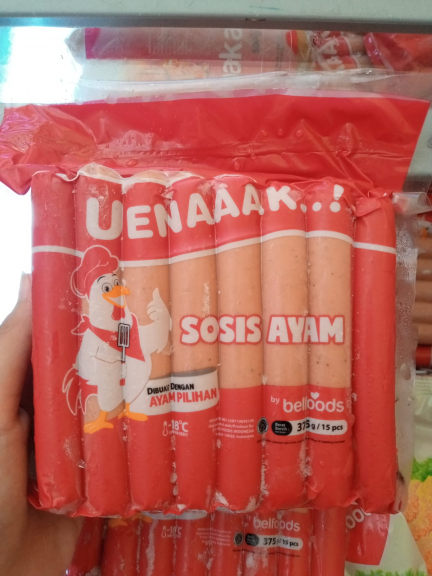 UENAAAK..!
SOSIS AYAM
DIBUAT DENGAN
AYAM PILIHAN
by belfoods
-18°C
375 g / 15 pcs
belfoods
375 g / 15 pcs